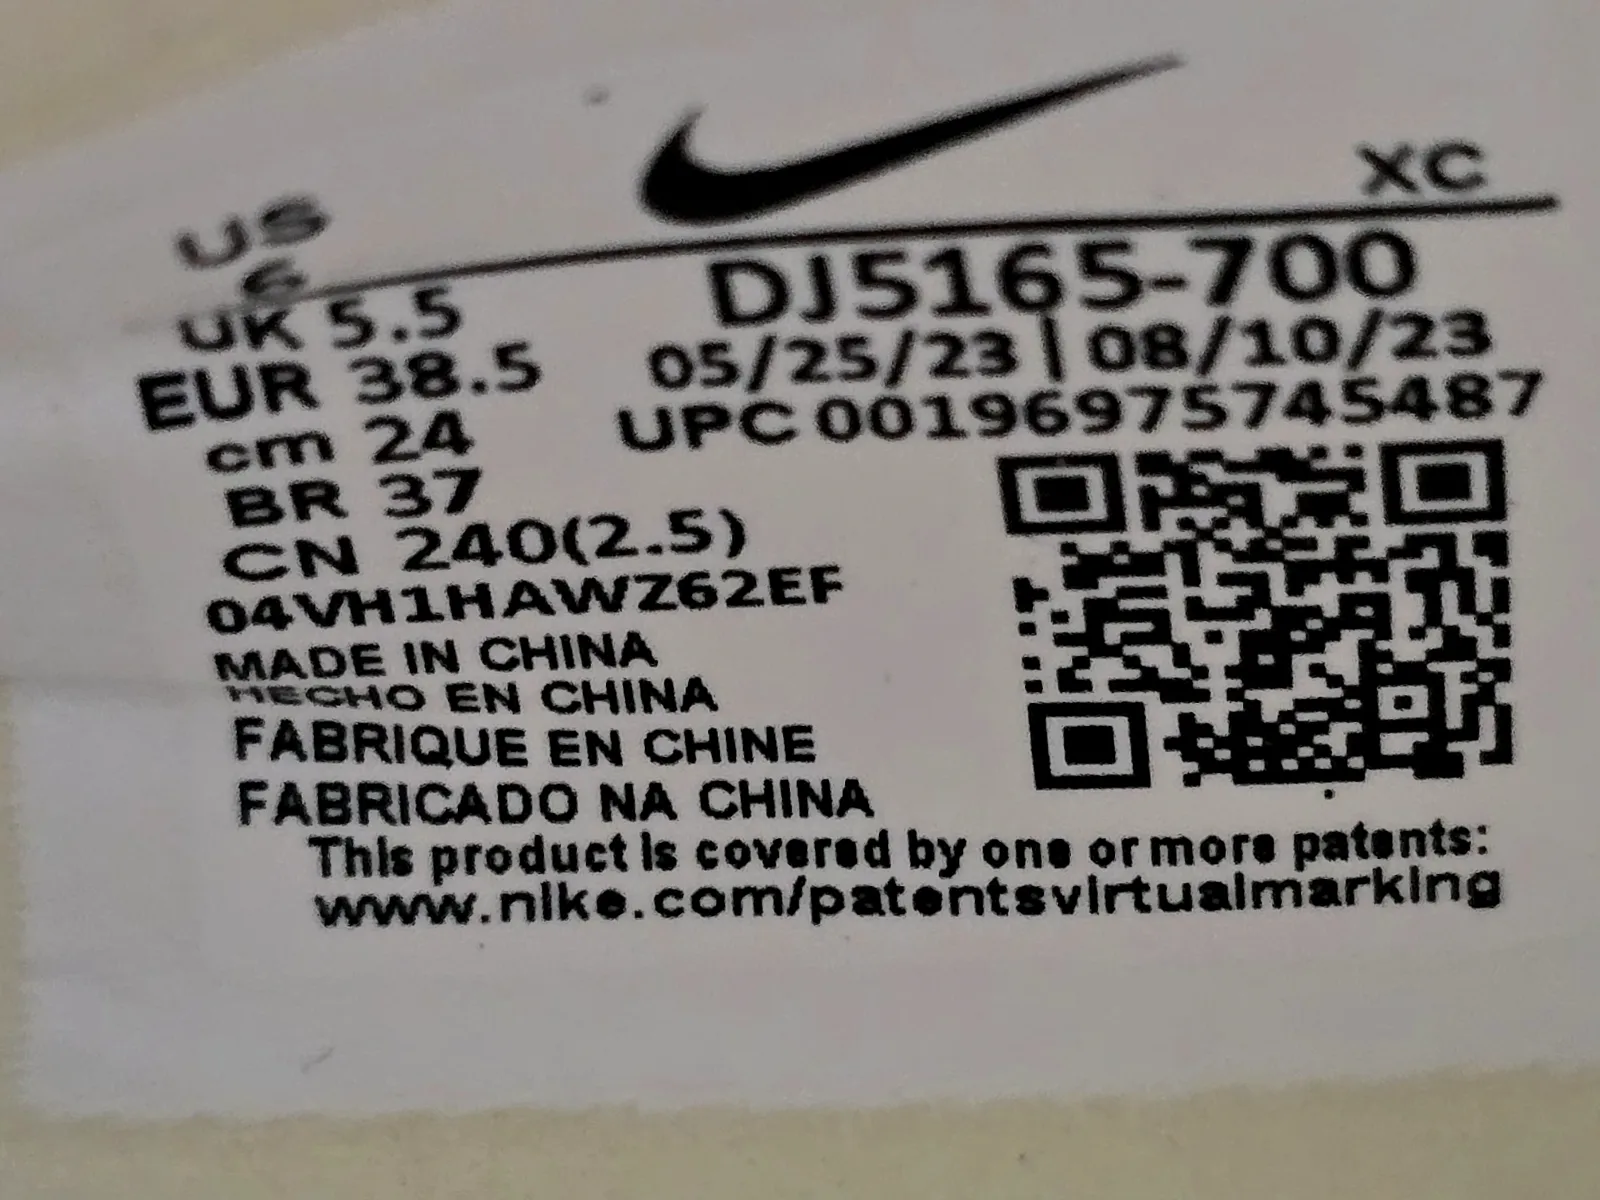 US
6
XC
UK 5.5
DJ5165-700
EUR 38.5
05/25/23 | 08/10/23
cm 24
UPC 00196975745487
BR 37
CN 240(2.5)
04VH1HAWZ62EF
MADE IN CHINA
HECHO EN CHINA
FABRIQUE EN CHINE
FABRICADO NA CHINA
This product is covered by one or more patents:
www.nike.com/patentsvirtualmarking